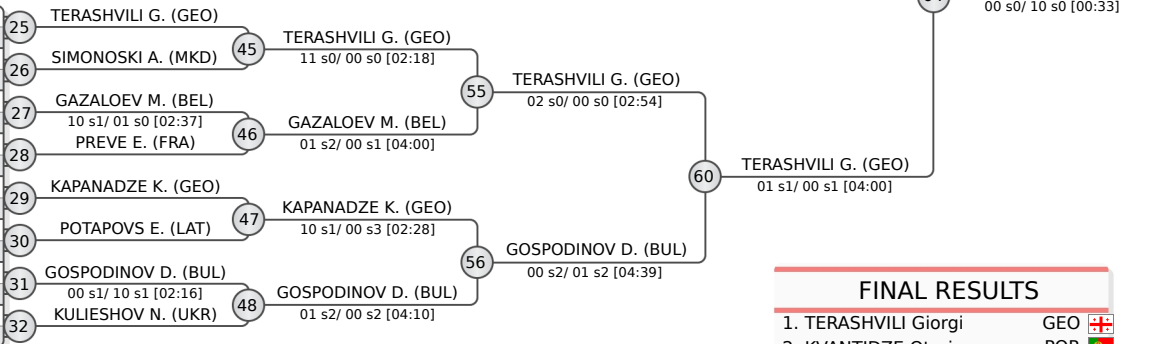 00 s0/ 10 s0 [00:33]
25
TERASHVILI G. (GEO)
45
TERASHVILI G. (GEO)
11 s0/ 00 s0 [02:18]
26
SIMONOSKI A. (MKD)
55
TERASHVILI G. (GEO)
02 s0/ 00 s0 [02:54]
27
GAZALOEV M. (BEL)
10 s1/ 01 s0 [02:37]
46
GAZALOEV M. (BEL)
01 s2/ 00 s1 [04:00]
28
PREVE E. (FRA)
60
TERASHVILI G. (GEO)
01 s1/ 00 s1 [04:00]
29
KAPANADZE K. (GEO)
47
KAPANADZE K. (GEO)
10 s1/ 00 s3 [02:28]
30
POTAPOVS E. (LAT)
56
GOSPODINOV D. (BUL)
00 s2/ 01 s2 [04:39]
31
GOSPODINOV D. (BUL)
00 s1/ 10 s1 [02:16]
48
GOSPODINOV D. (BUL)
01 s2/ 00 s2 [04:10]
32
KULIESHOV N. (UKR)
FINAL RESULTS
1. TERASHVILI Giorgi GEO